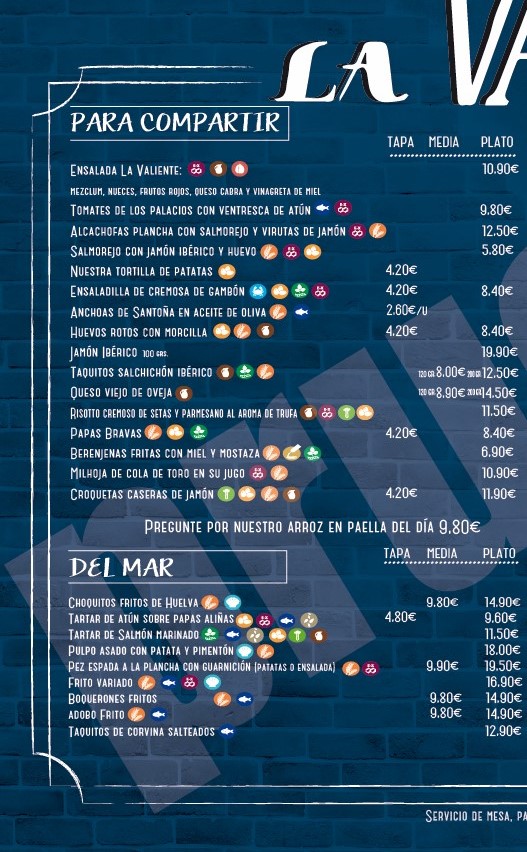 LA VA
PARA COMPARTIR
TAPA MEDIA PLATO
ENSALADA LA VALIENTE: 10.90€
MEZCLUM, NUECES, FRUTOS ROJOS, QUESO CABRA Y VINAGRETA DE MIEL
TOMATES DE LOS PALACIOS CON VENTRESCA DE ATÚN 9.80€
ALCACHOFAS PLANCHA CON SALMOREJO Y VIRUTAS DE JAMÓN 12.50€
SALMOREJO CON JAMÓN IBÉRICO Y HUEVO 5.80€
NUESTRA TORTILLA DE PATATAS 4.20€
ENSALADILLA DE CREMOSA DE GAMBÓN 4.20€ 8.40€
ANCHOAS DE SANTOÑA EN ACEITE DE OLIVA 2.60€/U
HUEVOS ROTOS CON MORCILLA 4.20€ 8.40€
JAMÓN IBÉRICO 100 GRS. 19.90€
TAQUITOS SALCHICHÓN IBÉRICO 120 GR 8.00€ 200 GR 12.50€
QUESO VIEJO DE OVEJA 120 GR 8.90€ 200 GR 14.50€
RISOTTO CREMOSO DE SETAS Y PARMESANO AL AROMA DE TRUFA 11.50€
PAPAS BRAVAS 4.20€ 8.40€
BERENJENAS FRITAS CON MIEL Y MOSTAZA 6.90€
MILHOJA DE COLA DE TORO EN SU JUGO 10.90€
CROQUETAS CASERAS DE JAMÓN 4.20€ 11.90€
PREGUNTE POR NUESTRO ARROZ EN PAELLA DEL DÍA 9.80€
DEL MAR
TAPA MEDIA PLATO
CHOQUITOS FRITOS DE HUELVA 9.80€ 14.90€
TARTAR DE ATÚN SOBRE PAPAS ALIÑAS 4.80€ 9.60€
TARTAR DE SALMÓN MARINADO 11.50€
PULPO ASADO CON PATATA Y PIMENTÓN 18.00€
PEZ ESPADA A LA PLANCHA CON GUARNICIÓN (PATATAS O ENSALADA) 9.90€ 19.50€
FRITO VARIADO 16.90€
BOQUERONES FRITOS 9.80€ 14.90€
ADOBO FRITO 9.80€ 14.90€
TAQUITOS DE CORVINA SALTEADOS 12.90€
SERVICIO DE MESA, PA
pru